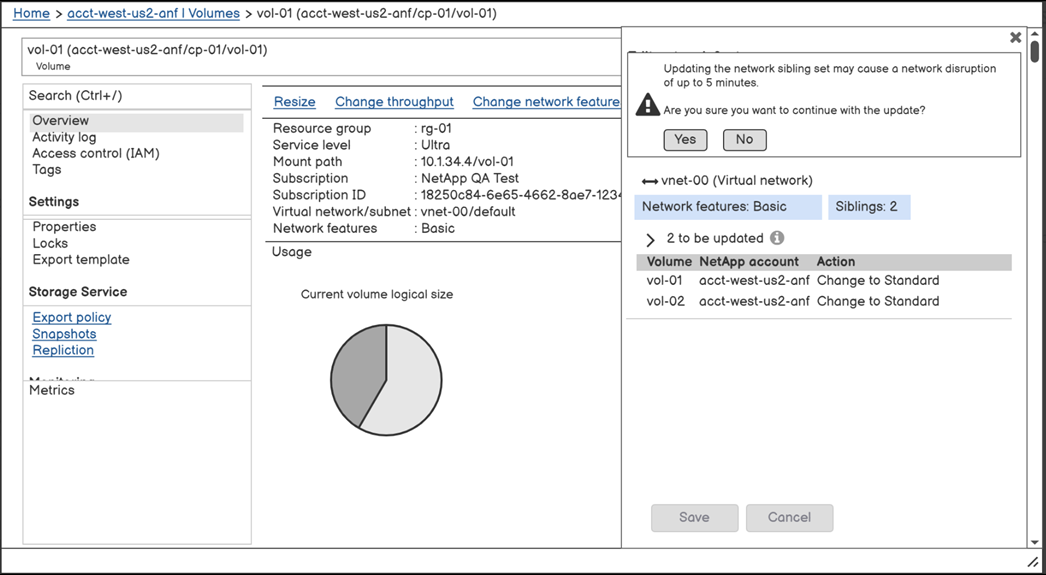 Home > acct-west-us2-anf | Volumes > vol-01 (acct-west-us2-anf/cp-01/vol-01)
vol-01 (acct-west-us2-anf/cp-01/vol-01)
Volume
Search (Ctrl+/)
Overview
Activity log
Access control (IAM)
Tags
Settings
Properties
Locks
Export template
Storage Service
Export policy
Snapshots
Repliction
Metrics
Resize Change throughput Change network feature
Resource group : rg-01
Service level : Ultra
Mount path : 10.1.34.4/vol-01
Subscription : NetApp QA Test
Subscription ID : 18250c84-6e65-4662-8ae7-1234
Virtual network/subnet : vnet-00/default
Network features : Basic
Usage
Current volume logical size
Updating the network sibling set may cause a network disruption
of up to 5 minutes.
Are you sure you want to continue with the update?
Yes No
vnet-00 (Virtual network)
Network features: Basic Siblings: 2
2 to be updated
Volume NetApp account Action
vol-01 acct-west-us2-anf Change to Standard
vol-02 acct-west-us2-anf Change to Standard
Save Cancel